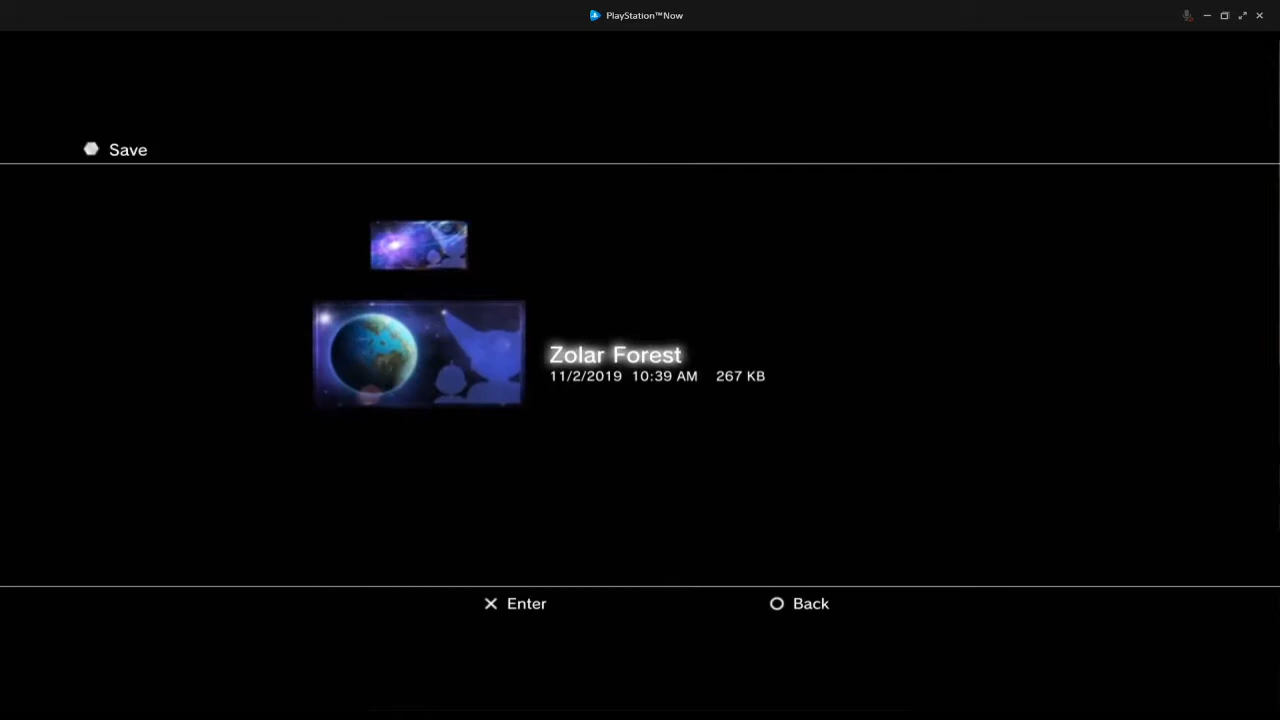 PlayStation™Now
Save
Zolar Forest
11/2/2019 10:39 AM 267 KB
Enter
Back